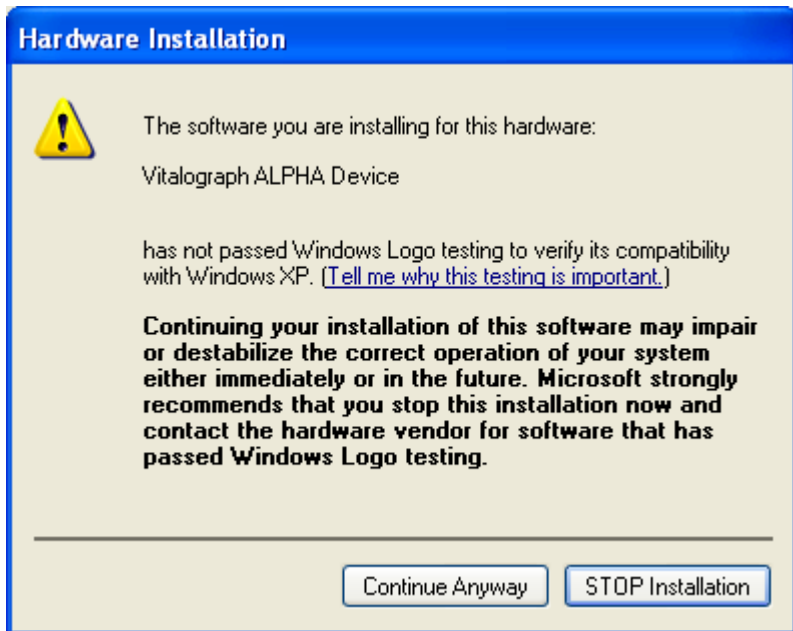 Hardware Installation
The software you are installing for this hardware:
Vitalograph ALPHA Device
has not passed Windows Logo testing to verify its compatibility
with Windows XP. (Tell me why this testing is important.)
Continuing your installation of this software may impair
or destabilize the correct operation of your system
either immediately or in the future. Microsoft strongly
recommends that you stop this installation now and
contact the hardware vendor for software that has
passed Windows Logo testing.
Continue Anyway
STOP Installation